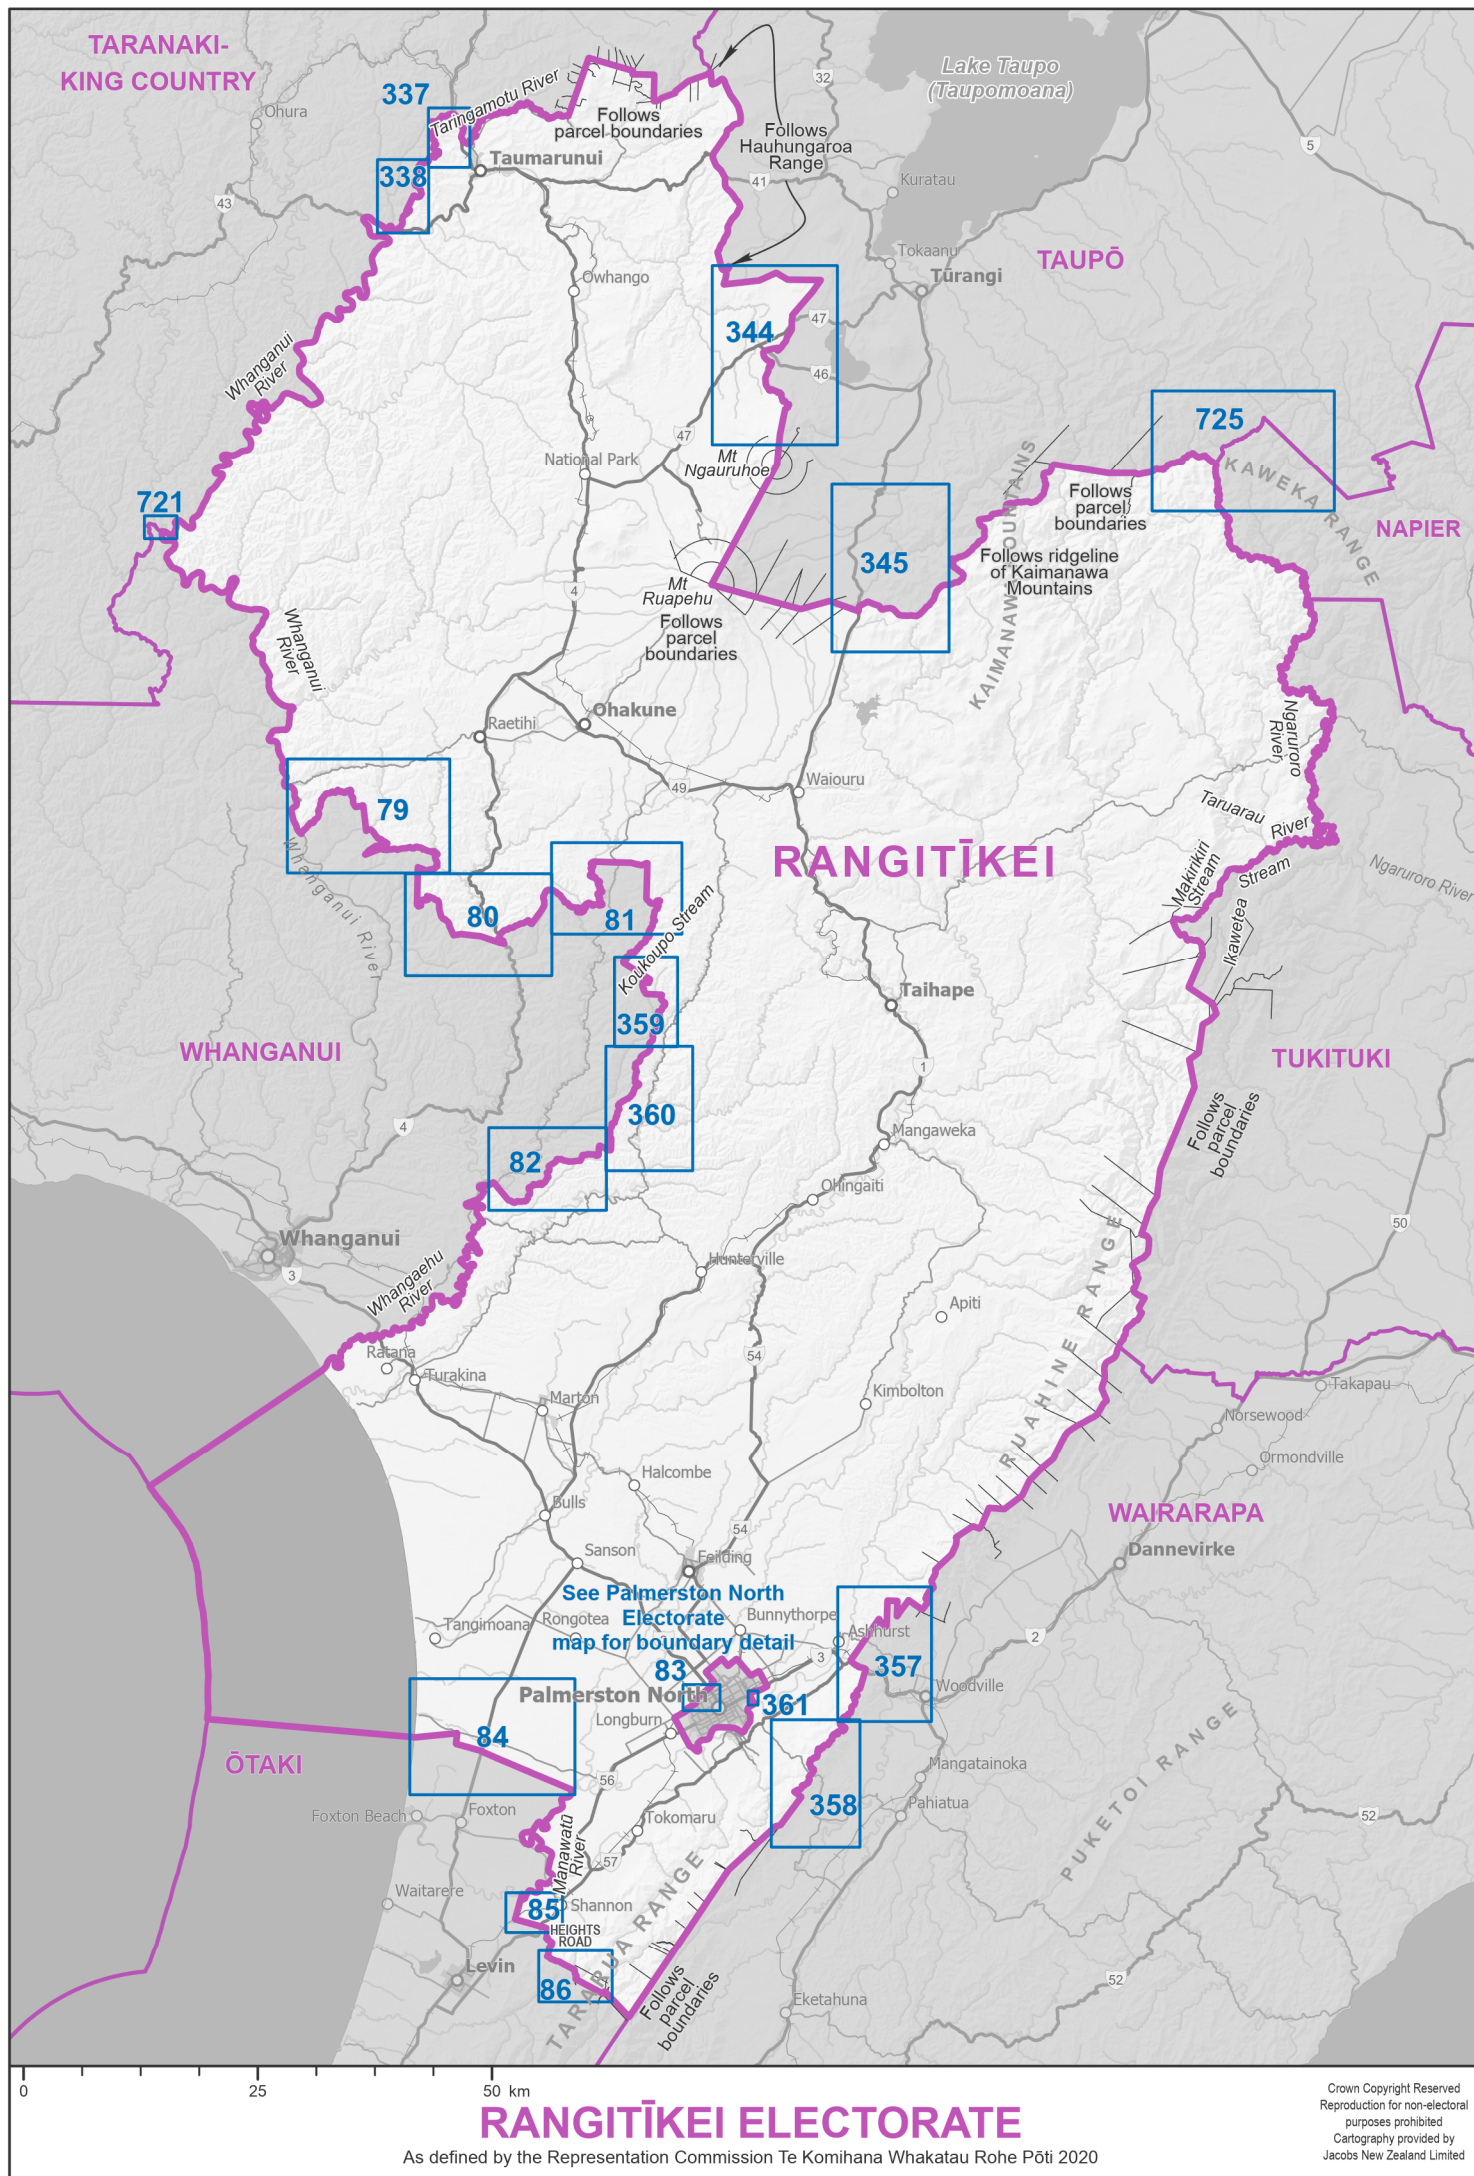 TARANAKI-
KING COUNTRY
Ohura
337
Taringamotu River
Follows
parcel boundaries
32
Lake Taupo
(Taupomoana)
Follows
Hauhungaroa
Range
5
338
Taumarunui
41
Kuratau
43
Tokaanu
Tūrangi
TAUPŌ
Owhango
344
47
46
Whanganui
River
725
47
National Park
Mt
Ngauruhoe
KAWEKA RANGE
NAPIER
Follows
parcel
boundaries
721
345
KAIMANAWA MOUNTAINS
Follows ridgeline
of Kaimanawa
Mountains
4
Mt
Ruapehu
Follows
parcel
boundaries
Whanganui
River
Raetihi
Ohakune
Ngaruroro
River
49
Waiouru
79
Taruarau
River
Whanganui River
RANGITĪKEI
Makirikiri
Stream
Ikawetea
Stream
Ngaruroro River
80
81
Koukoupo Stream
Taihape
359
WHANGANUI
TUKITUKI
1
360
Follows
parcel
boundaries
4
82
Mangaweka
Ohingaiti
Whanganui
3
50
Hunterville
Whangaehu
River
Apiti
RUAHINE RANGE
Ratana
Turakina
54
Marton
Kimbolton
Takapau
Norsewood
Ormondville
Halcombe
Bulls
54
WAIRARAPA
Dannevirke
Sanson
Feilding
See Palmerston North
Electorate
map for boundary detail
Tangimoana
Rongotea
Bunnythorpe
Ashhurst
2
3
357
83
Palmerston North
361
Woodville
Longburn
84
ŌTAKI
PUKETOI RANGE
56
Mangatainoka
358
Pahiatua
Foxton Beach
Foxton
Tokomaru
52
Manawatū
River
57
Waitarere
85
Shannon
HEIGHTS
ROAD
TARARUA RANGE
Levin
86
Follows
parcel
boundaries
52
Eketahuna
0
25
50 km
RANGITĪKEI ELECTORATE
As defined by the Representation Commission Te Komihana Whakatau Rohe Pōti 2020
Crown Copyright Reserved
Reproduction for non-electoral
purposes prohibited
Cartography provided by
Jacobs New Zealand Limited